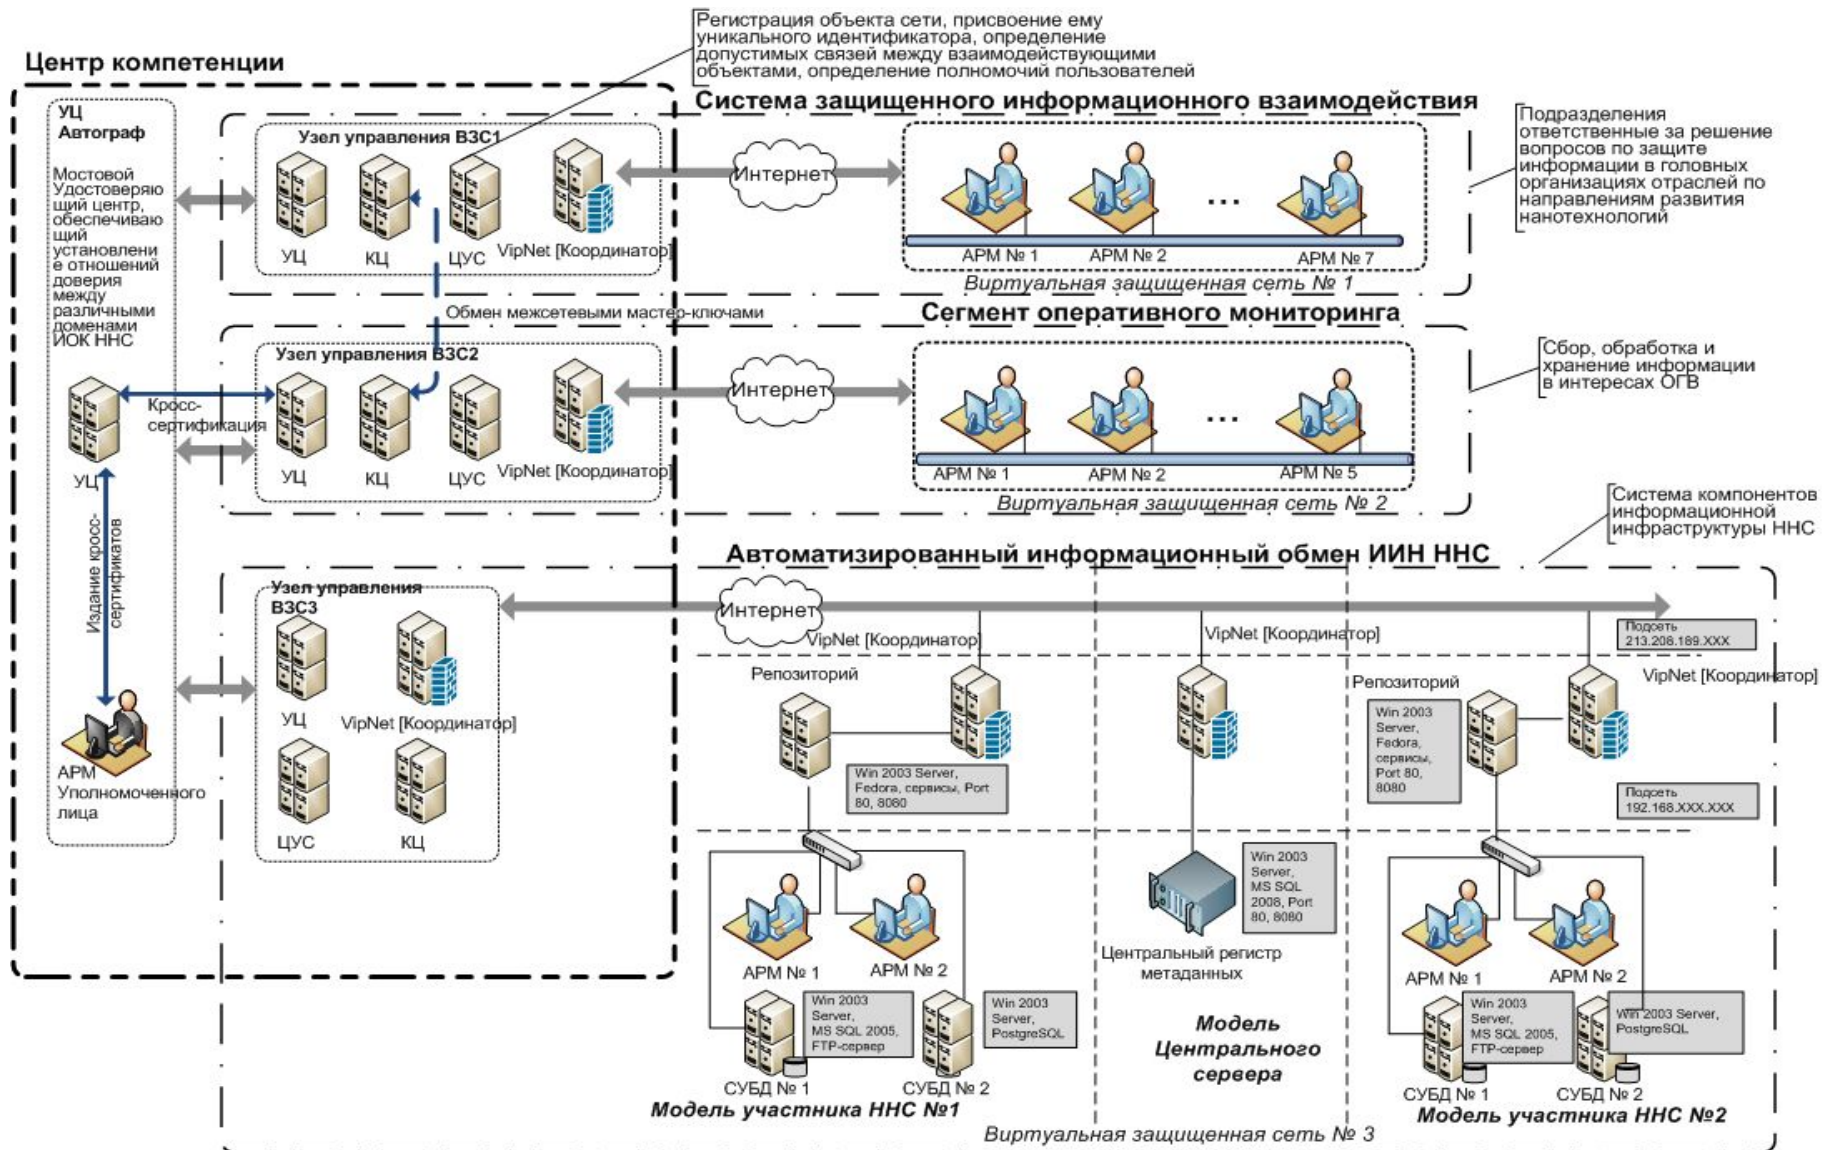 Регистрация объекта сети, присвоение ему
уникального идентификатора, определение
допустимых связей между взаимодействующими
объектами, определение полномочий пользователей
Центр компетенции
УЦ
Автограф
Мостовой
Удостоверяю
щий центр,
обеспечиваю
щий
установлени
е отношений
доверия
между
различными
доменами
ИОК ННС
УЦ
Кросс-
сертификация
Издание кросс-
сертификатов
АРМ
Уполномоченного
лица
Система защищенного информационного взаимодействия
Узел управления ВЗС1
УЦ
КЦ
ЦУС
VipNet [Координатор]
Интернет
АРМ № 1
АРМ № 2
...
АРМ № 7
Виртуальная защищенная сеть № 1
Подразделения
ответственные за решение
вопросов по защите
информации в головных
организациях отраслей по
направлениям развития
нанотехнологий
Обмен межсетевыми мастер-ключами
Сегмент оперативного мониторинга
Узел управления ВЗС2
УЦ
КЦ
ЦУС
VipNet [Координатор]
Интернет
АРМ № 1
АРМ № 2
...
АРМ № 5
Виртуальная защищенная сеть № 2
Сбор, обработка и
хранение информации
в интересах ОГВ
Система компонентов
информационной
инфраструктуры ННС
Автоматизированный информационный обмен ИИН ННС
Узел управления
ВЗС3
УЦ
VipNet [Координатор]
ЦУС
КЦ
Интернет
VipNet [Координатор]
VipNet [Координатор]
Подсеть
213.208.189.XXX
VipNet [Координатор]
Репозиторий
Win 2003 Server,
Fedora, сервисы, Port
80, 8080
Репозиторий
Win 2003
Server,
Fedora,
сервисы,
Port 80,
8080
Подсеть
192.168.XXX.XXX
АРМ № 1
АРМ № 2
Win 2003
Server,
MS SQL 2005,
FTP-сервер
Win 2003
Server,
PostgreSQL
СУБД № 1
СУБД № 2
Модель участника ННС №1
Win 2003
Server,
MS SQL
2008, Port
80, 8080
Центральный регистр
метаданных
Модель
Центрального
сервера
АРМ № 1
АРМ № 2
Win 2003
Server,
MS SQL 2005,
FTP-сервер
Win 2003 Server,
PostgreSQL
СУБД № 1
СУБД № 2
Модель участника ННС №2
Виртуальная защищенная сеть № 3